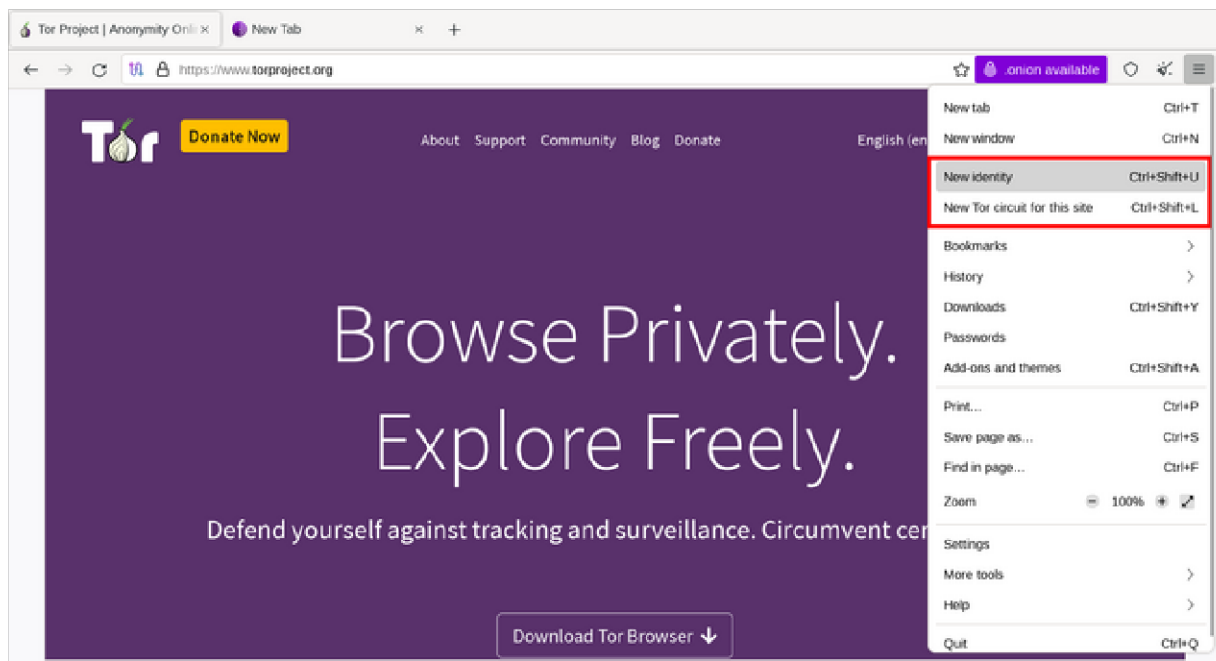 Tor Project | Anonymity Onli
New Tab
https://www.torproject.org
.onion available
Tor
Donate Now
About Support Community Blog Donate
English (en
Browse Privately.
Explore Freely.
Defend yourself against tracking and surveillance. Circumvent cer
Download Tor Browser
New tab Ctrl+T
New window Ctrl+N
New identity Ctrl+Shift+U
New Tor circuit for this site Ctrl+Shift+L
Bookmarks
History
Downloads Ctrl+Shift+Y
Passwords
Add-ons and themes Ctrl+Shift+A
Print... Ctrl+P
Save page as... Ctrl+S
Find in page... Ctrl+F
Zoom 100%
Settings
More tools
Help
Quit Ctrl+Q